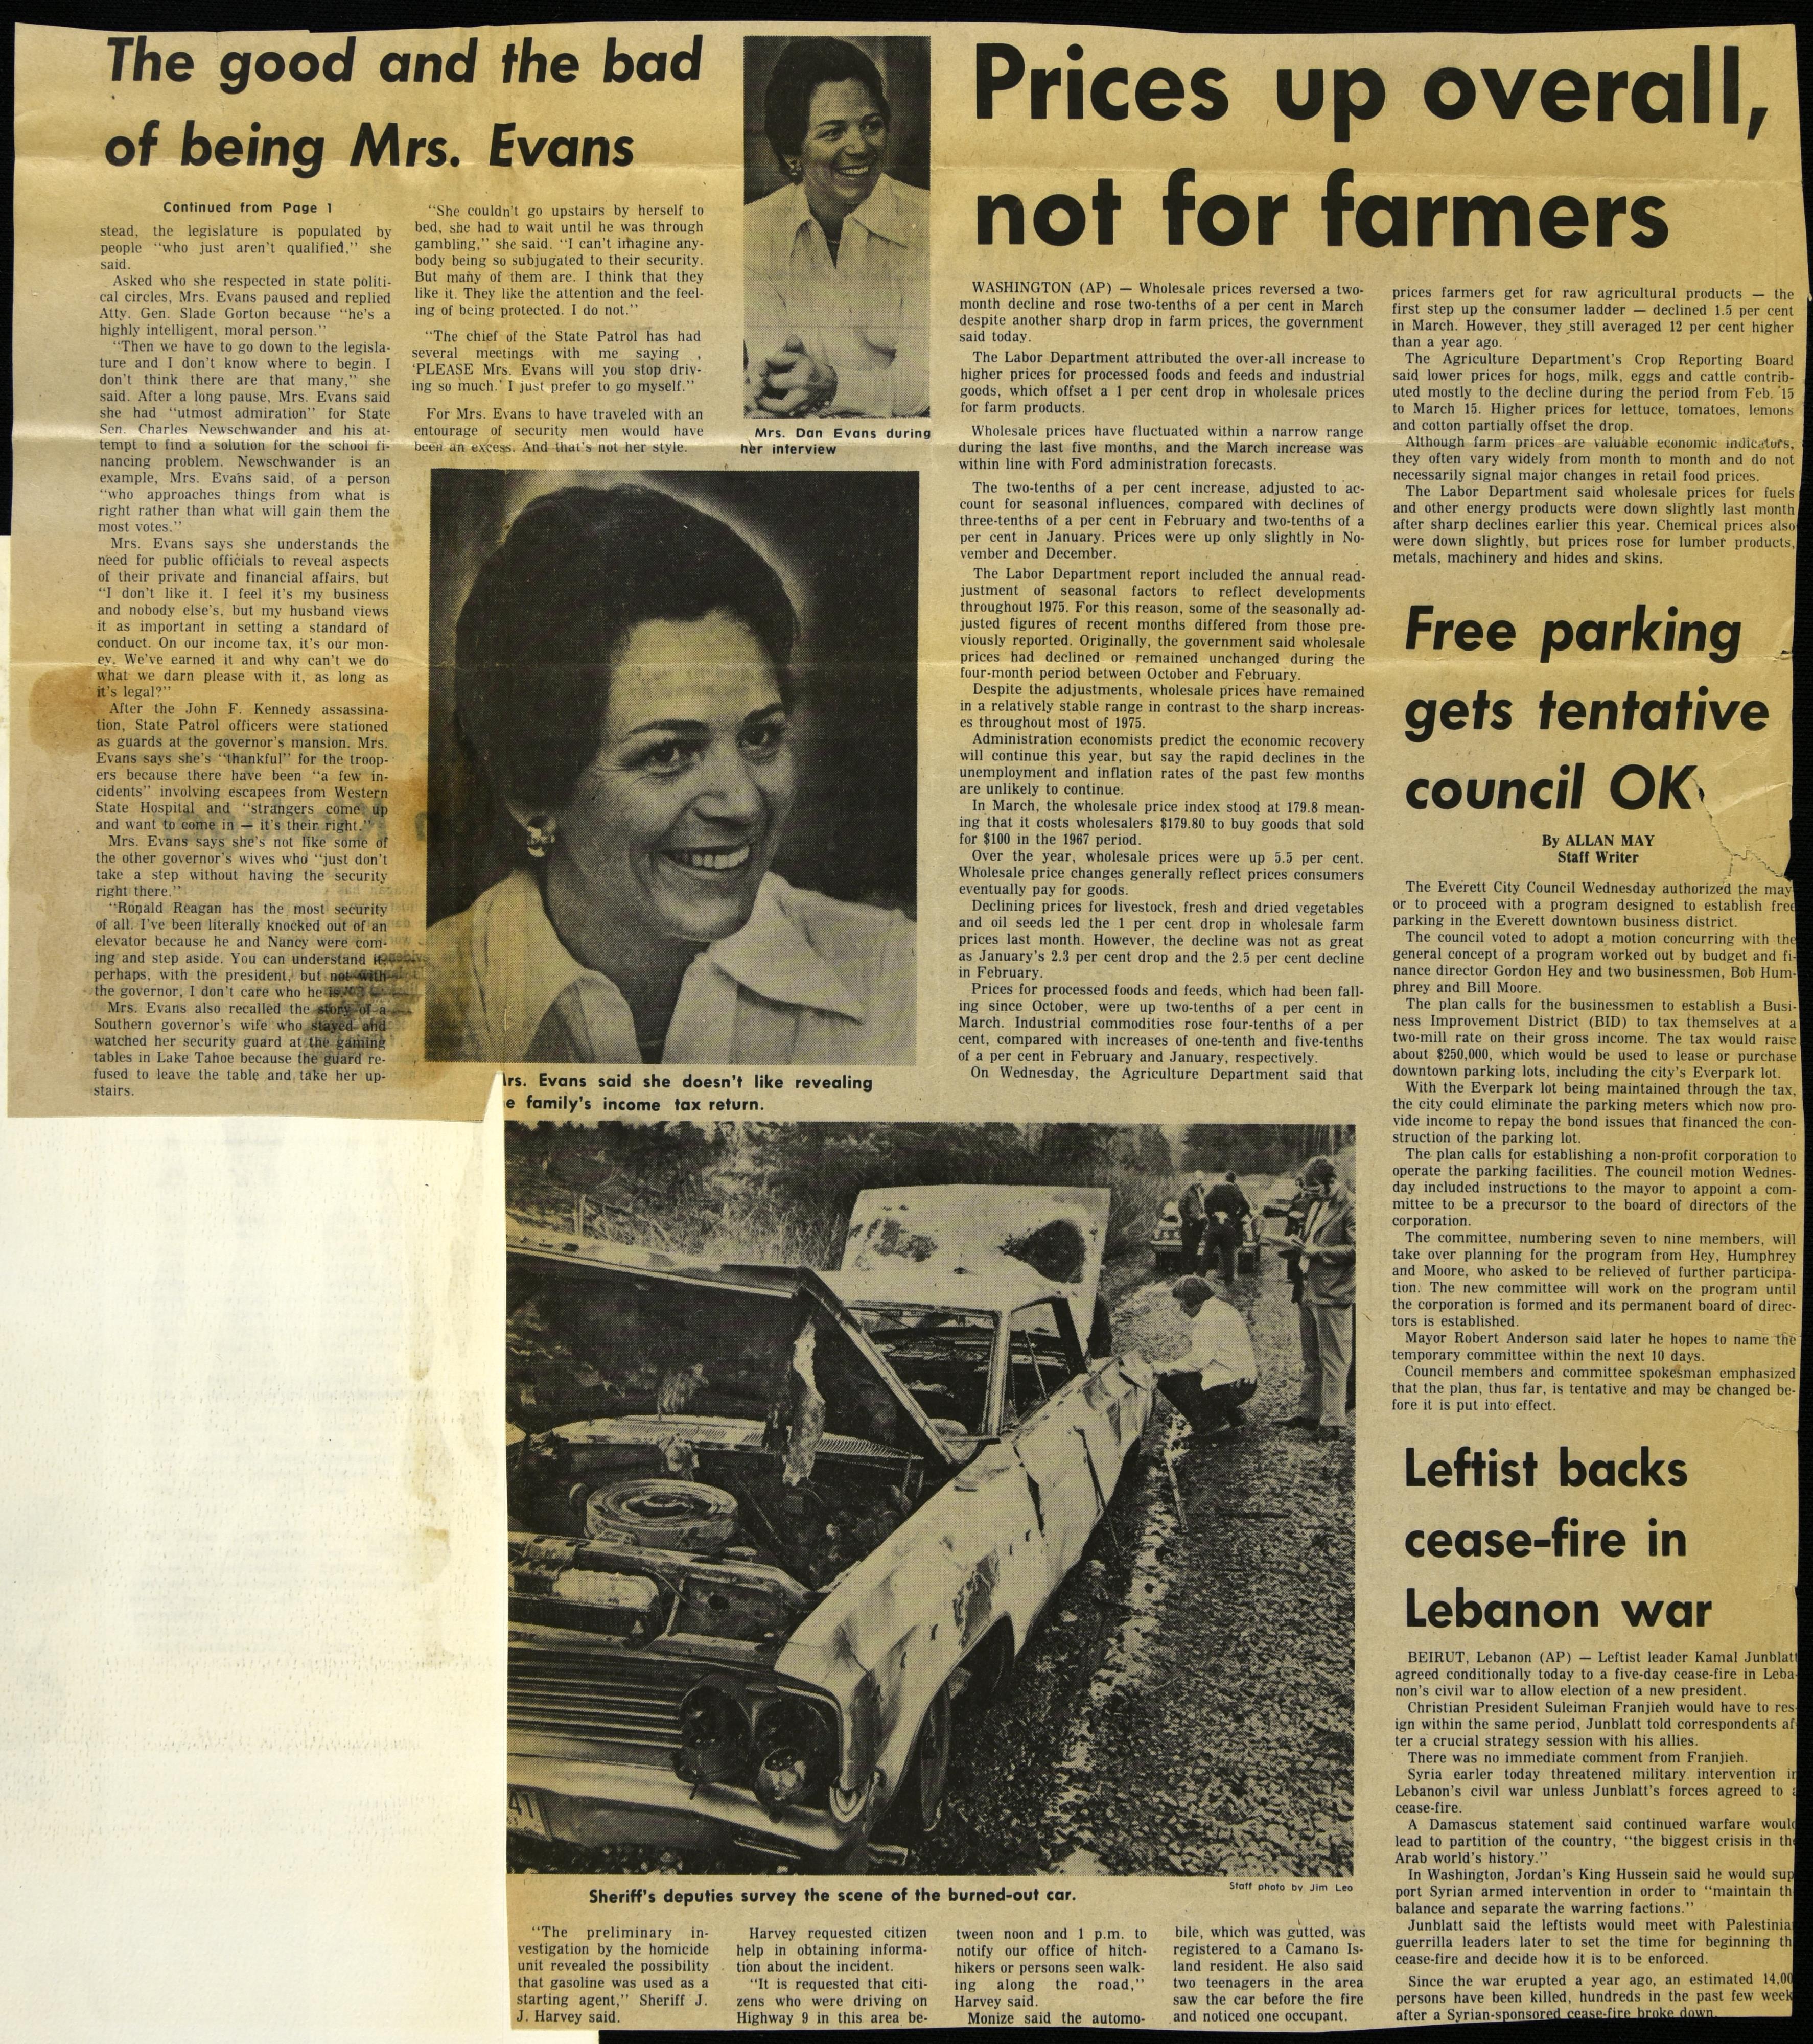 The good and the bad
of being Mrs. Evans
Continued from Page 1
stead, the legislature is populated by
people “who just aren't qualified,” she
said.
Asked who she respected in state politi-
cal circles, Mrs. Evans paused and replied
Atty. Gen. Slade Gorton because “he's a
highly intelligent, moral person.”
“Then we have to go down to the legisla-
ture and I don't know where to begin. I
don't think there are that many,” she
said. After a long pause, Mrs. Evans said
she had “utmost admiration” for State
Sen. Charles Newschwander and his at-
tempt to find a solution for the school fi-
nancing problem. Newschwander is an
example, Mrs. Evans said, of a person
“who approaches things from what is
right rather than what will gain them the
most votes.”
Mrs. Evans says she understands the
need for public officials to reveal aspects
of their private and financial affairs, but
“I don't like it. I feel it's my business
and nobody else's, but my husband views
it as important in setting a standard of
conduct. On our income tax, it's our mon-
ey. We've earned it and why can't we do
what we darn please with it, as long as
it's legal?”
After the John F. Kennedy assassina-
tion, State Patrol officers were stationed
as guards at the governor's mansion. Mrs.
Evans says she's “thankful” for the troop-
ers because there have been “a few in-
cidents” involving escapees from Western
State Hospital and “strangers come up
and want to come in — it's their right.”
Mrs. Evans says she's not like some of
the other governor's wives who “just don't
take a step without having the security
right there.”
“Ronald Reagan has the most security
of all. I've been literally knocked out of an
elevator because he and Nancy were com-
ing and step aside. You can understand it,
perhaps, with the president, but not with
the governor, I don't care who he is.”
Mrs. Evans also recalled the story of a
Southern governor's wife who stayed and
watched her security guard at the gaming
tables in Lake Tahoe because the guard re-
fused to leave the table and take her up-
stairs.
“She couldn't go upstairs by herself to
bed, she had to wait until he was through
gambling,” she said. “I can't imagine any-
body being so subjugated to their security.
But many of them are. I think that they
like it. They like the attention and the feel-
ing of being protected. I do not.”
“The chief of the State Patrol has had
several meetings with me saying ,
‘PLEASE Mrs. Evans will you stop driv-
ing so much.’ I just prefer to go myself.”
For Mrs. Evans to have traveled with an
entourage of security men would have
been an excess. And that's not her style.
Mrs. Dan Evans during
her interview
rs. Evans said she doesn't like revealing
e family's income tax return.
Prices up overall,
not for farmers
WASHINGTON (AP) — Wholesale prices reversed a two-
month decline and rose two-tenths of a per cent in March
despite another sharp drop in farm prices, the government
said today.
The Labor Department attributed the over-all increase to
higher prices for processed foods and feeds and industrial
goods, which offset a 1 per cent drop in wholesale prices
for farm products.
Wholesale prices have fluctuated within a narrow range
during the last five months, and the March increase was
within line with Ford administration forecasts.
The two-tenths of a per cent increase, adjusted to ac-
count for seasonal influences, compared with declines of
three-tenths of a per cent in February and two-tenths of a
per cent in January. Prices were up only slightly in No-
vember and December.
The Labor Department report included the annual read-
justment of seasonal factors to reflect developments
throughout 1975. For this reason, some of the seasonally ad-
justed figures of recent months differed from those pre-
viously reported. Originally, the government said wholesale
prices had declined or remained unchanged during the
four-month period between October and February.
Despite the adjustments, wholesale prices have remained
in a relatively stable range in contrast to the sharp increas-
es throughout most of 1975.
Administration economists predict the economic recovery
will continue this year, but say the rapid declines in the
unemployment and inflation rates of the past few months
are unlikely to continue.
In March, the wholesale price index stood at 179.8 mean-
ing that it costs wholesalers $179.80 to buy goods that sold
for $100 in the 1967 period.
Over the year, wholesale prices were up 5.5 per cent.
Wholesale price changes generally reflect prices consumers
eventually pay for goods.
Declining prices for livestock, fresh and dried vegetables
and oil seeds led the 1 per cent drop in wholesale farm
prices last month. However, the decline was not as great
as January's 2.3 per cent drop and the 2.5 per cent decline
in February.
Prices for processed foods and feeds, which had been fall-
ing since October, were up two-tenths of a per cent in
March. Industrial commodities rose four-tenths of a per
cent, compared with increases of one-tenth and five-tenths
of a per cent in February and January, respectively.
On Wednesday, the Agriculture Department said that
prices farmers get for raw agricultural products — the
first step up the consumer ladder — declined 1.5 per cent
in March. However, they still averaged 12 per cent higher
than a year ago.
The Agriculture Department's Crop Reporting Board
said lower prices for hogs, milk, eggs and cattle contrib-
uted mostly to the decline during the period from Feb. 15
to March 15. Higher prices for lettuce, tomatoes, lemons
and cotton partially offset the drop.
Although farm prices are valuable economic indicators,
they often vary widely from month to month and do not
necessarily signal major changes in retail food prices.
The Labor Department said wholesale prices for fuels
and other energy products were down slightly last month
after sharp declines earlier this year. Chemical prices also
were down slightly, but prices rose for lumber products,
metals, machinery and hides and skins.
Free parking
gets tentative
council OK
By ALLAN MAY
Staff Writer
The Everett City Council Wednesday authorized the may
or to proceed with a program designed to establish free
parking in the Everett downtown business district.
The council voted to adopt a motion concurring with the
general concept of a program worked out by budget and fi-
nance director Gordon Hey and two businessmen, Bob Hum-
phrey and Bill Moore.
The plan calls for the businessmen to establish a Busi-
ness Improvement District (BID) to tax themselves at a
two-mill rate on their gross income. The tax would raise
about $250,000, which would be used to lease or purchase
downtown parking lots, including the city's Everpark lot.
With the Everpark lot being maintained through the tax,
the city could eliminate the parking meters which now pro-
vide income to repay the bond issues that financed the con-
struction of the parking lot.
The plan calls for establishing a non-profit corporation to
operate the parking facilities. The council motion Wednes-
day included instructions to the mayor to appoint a com-
mittee to be a precursor to the board of directors of the
corporation.
The committee, numbering seven to nine members, will
take over planning for the program from Hey, Humphrey
and Moore, who asked to be relieved of further participa-
tion. The new committee will work on the program until
the corporation is formed and its permanent board of direc-
tors is established.
Mayor Robert Anderson said later he hopes to name the
temporary committee within the next 10 days.
Council members and committee spokesman emphasized
that the plan, thus far, is tentative and may be changed be-
fore it is put into effect.
Leftist backs
cease-fire in
Lebanon war
BEIRUT, Lebanon (AP) — Leftist leader Kamal Junblatt
agreed conditionally today to a five-day cease-fire in Leba-
non's civil war to allow election of a new president.
Christian President Suleiman Franjieh would have to res-
ign within the same period, Junblatt told correspondents af
ter a crucial strategy session with his allies.
There was no immediate comment from Franjieh.
Syria earler today threatened military intervention in
Lebanon's civil war unless Junblatt's forces agreed to a
cease-fire.
A Damascus statement said continued warfare would
lead to partition of the country, “the biggest crisis in the
Arab world's history.”
In Washington, Jordan's King Hussein said he would sup
port Syrian armed intervention in order to “maintain th
balance and separate the warring factions.”
Junblatt said the leftists would meet with Palestinia
guerrilla leaders later to set the time for beginning th
cease-fire and decide how it is to be enforced.
Since the war erupted a year ago, an estimated 14,00
persons have been killed, hundreds in the past few week
after a Syrian-sponsored cease-fire broke down.
41
Staff photo by Jim Leo
Sheriff's deputies survey the scene of the burned-out car.
“The preliminary in-
vestigation by the homicide
unit revealed the possibility
that gasoline was used as a
starting agent,” Sheriff J.
J. Harvey said.
Harvey requested citizen
help in obtaining informa-
tion about the incident.
“It is requested that citi-
zens who were driving on
Highway 9 in this area be-
tween noon and 1 p.m. to
notify our office of hitch-
hikers or persons seen walk-
ing along the road,”
Harvey said.
Monize said the automo-
bile, which was gutted, was
registered to a Camano Is-
land resident. He also said
two teenagers in the area
saw the car before the fire
and noticed one occupant.